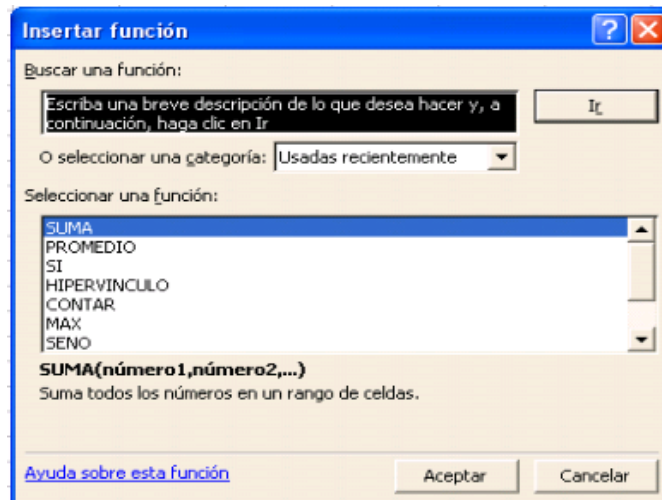 Insertar función
Buscar una función:
Escriba una breve descripción de lo que desea hacer y, a
continuación, haga clic en Ir
Ir
O seleccionar una categoría: Usadas recientemente
Seleccionar una función:
SUMA
PROMEDIO
SI
HIPERVINCULO
CONTAR
MAX
SENO
SUMA(número1,número2,...)
Suma todos los números en un rango de celdas.
Ayuda sobre esta función
Aceptar
Cancelar